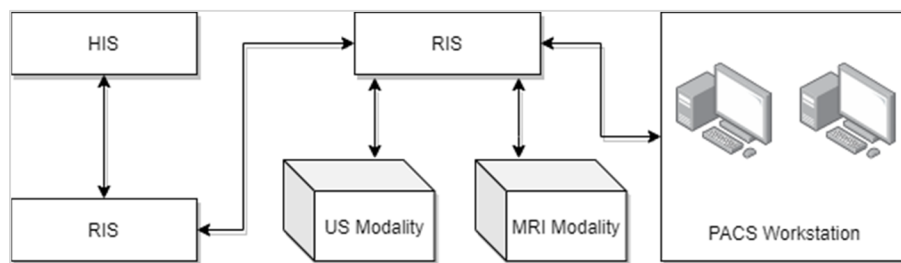 HIS
RIS
RIS
US Modality
MRI Modality
PACS Workstation